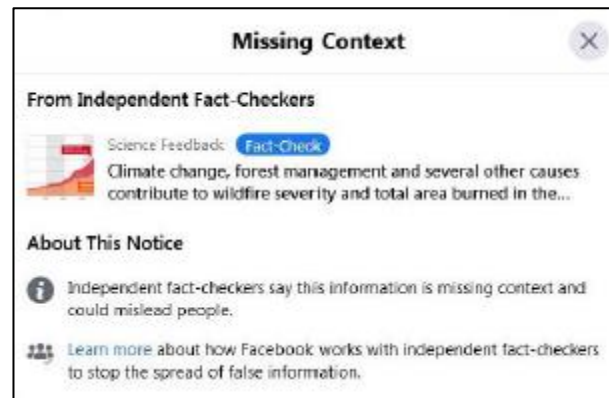 Missing Context
From Independent Fact-Checkers
Science Feedback Fact-Check
Climate change, forest management and several other causes
contribute to wildfire severity and total area burned in the...
About This Notice
Independent fact-checkers say this information is missing context and
could mislead people.
Learn more about how Facebook works with independent fact-checkers
to stop the spread of false information.